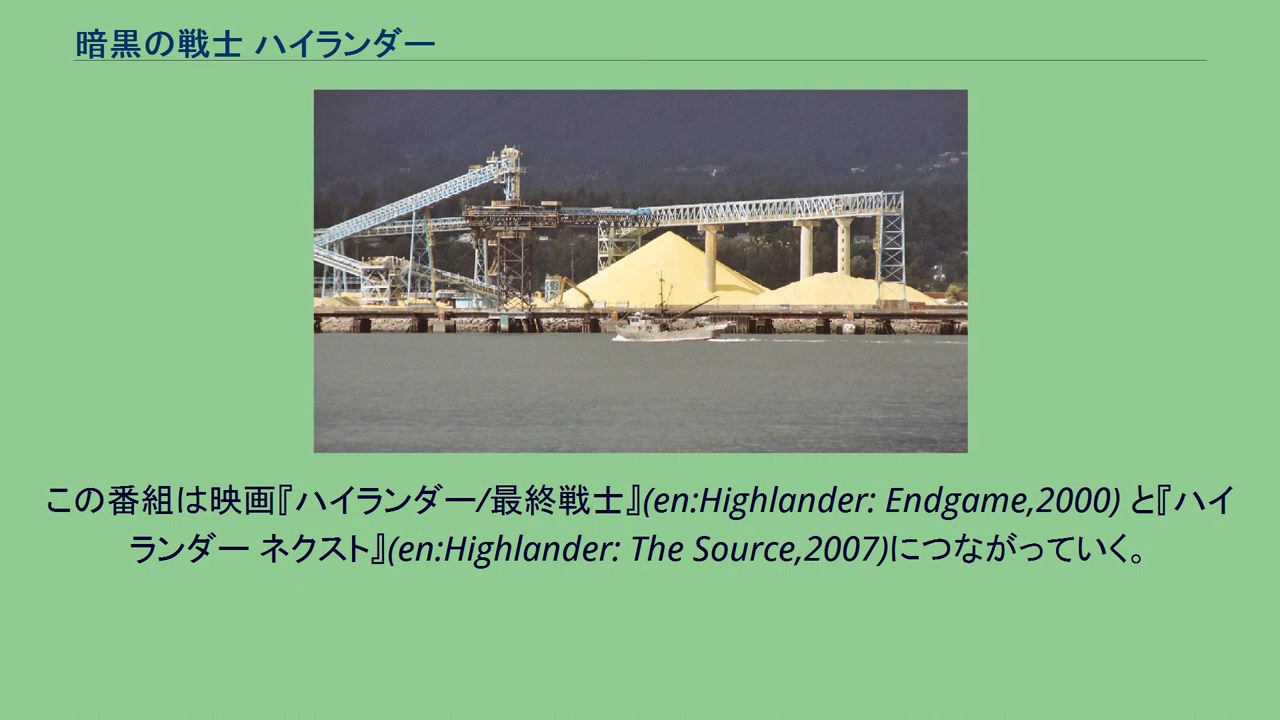 暗黒の戦士 ハイランダー
この番組は映画『ハイランダー/最終戦士』(en:Highlander: Endgame,2000) と『ハイ
ランダー ネクスト』(en:Highlander: The Source,2007)につながっていく。